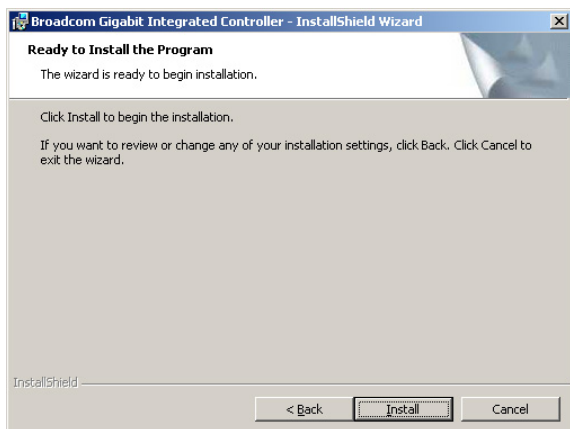 Broadcom Gigabit Integrated Controller - InstallShield Wizard
Ready to Install the Program
The wizard is ready to begin installation.
Click Install to begin the installation.
If you want to review or change any of your installation settings, click Back. Click Cancel to
exit the wizard.
InstallShield
< Back Install Cancel